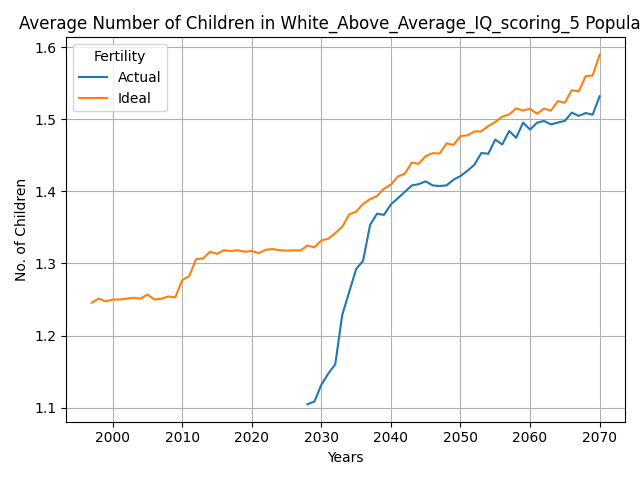 Average Number of Children in White_Above_Average_IQ_scoring_5 Popula
Fertility
Actual
Ideal
No. of Children
1.6
1.5
1.4
1.3
1.2
1.1
2000 2010 2020 2030 2040 2050 2060 2070
Years